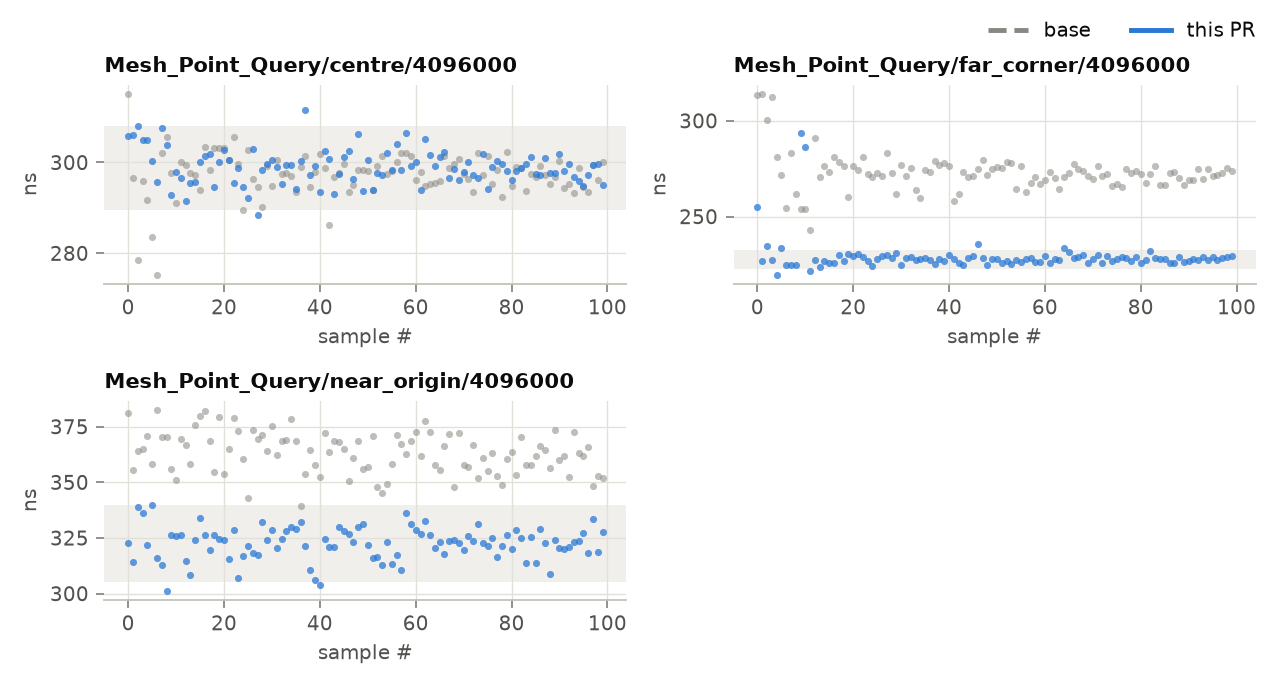 base this PR
Mesh_Point_Query/centre/4096000
300
280
ns
0 20 40 60 80 100
sample #
Mesh_Point_Query/far_corner/4096000
300
250
ns
0 20 40 60 80 100
sample #
Mesh_Point_Query/near_origin/4096000
375
350
325
300
ns
0 20 40 60 80 100
sample #